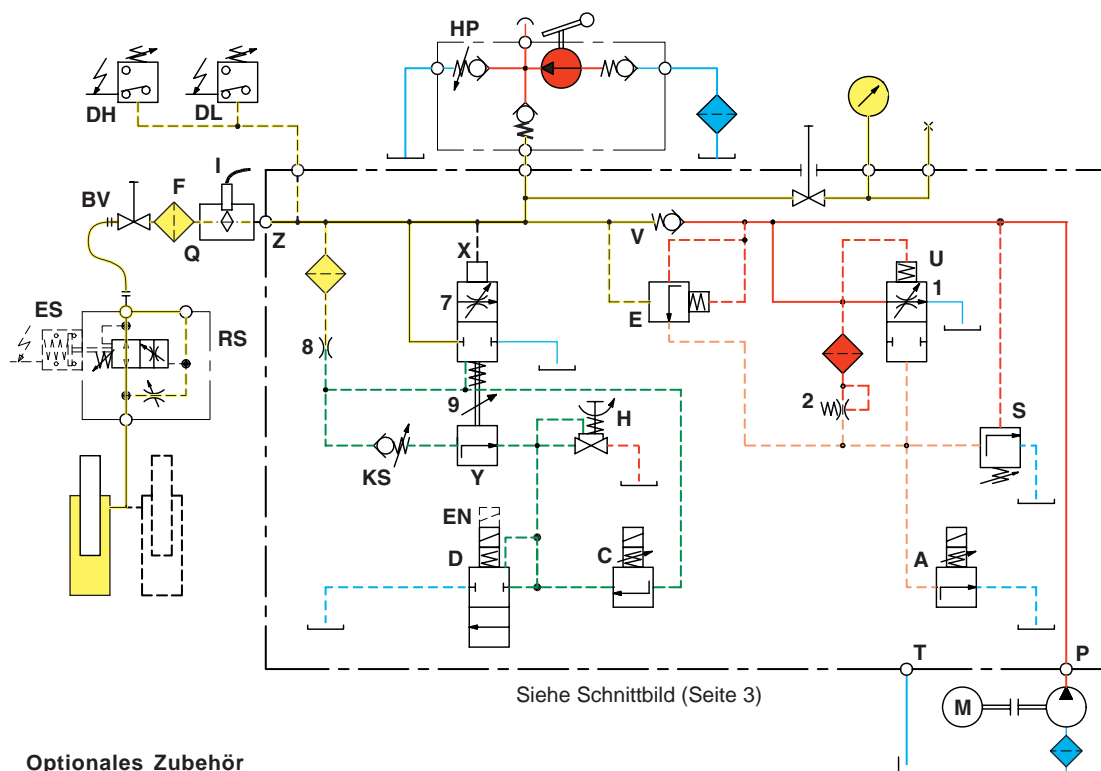 HP
DH
DL
I
F
BV
Q
Z
V
X
U
7
1
E
ES
RS
8
9
H
2
S
KS
Y
EN
D
C
A
T
P
Siehe Schnittbild (Seite 3)
M
Optionales Zubehör